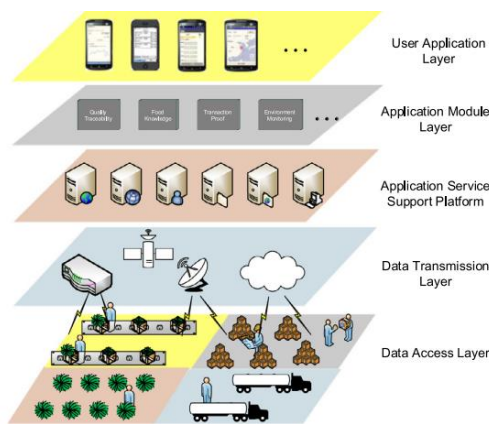 User Application
Layer
Quality
Traceability
Food
Knowledge
Transaction
Proof
Environment
Monitoring
Application Module
Layer
Application Service
Support Platform
Data Transmission
Layer
Data Access Layer